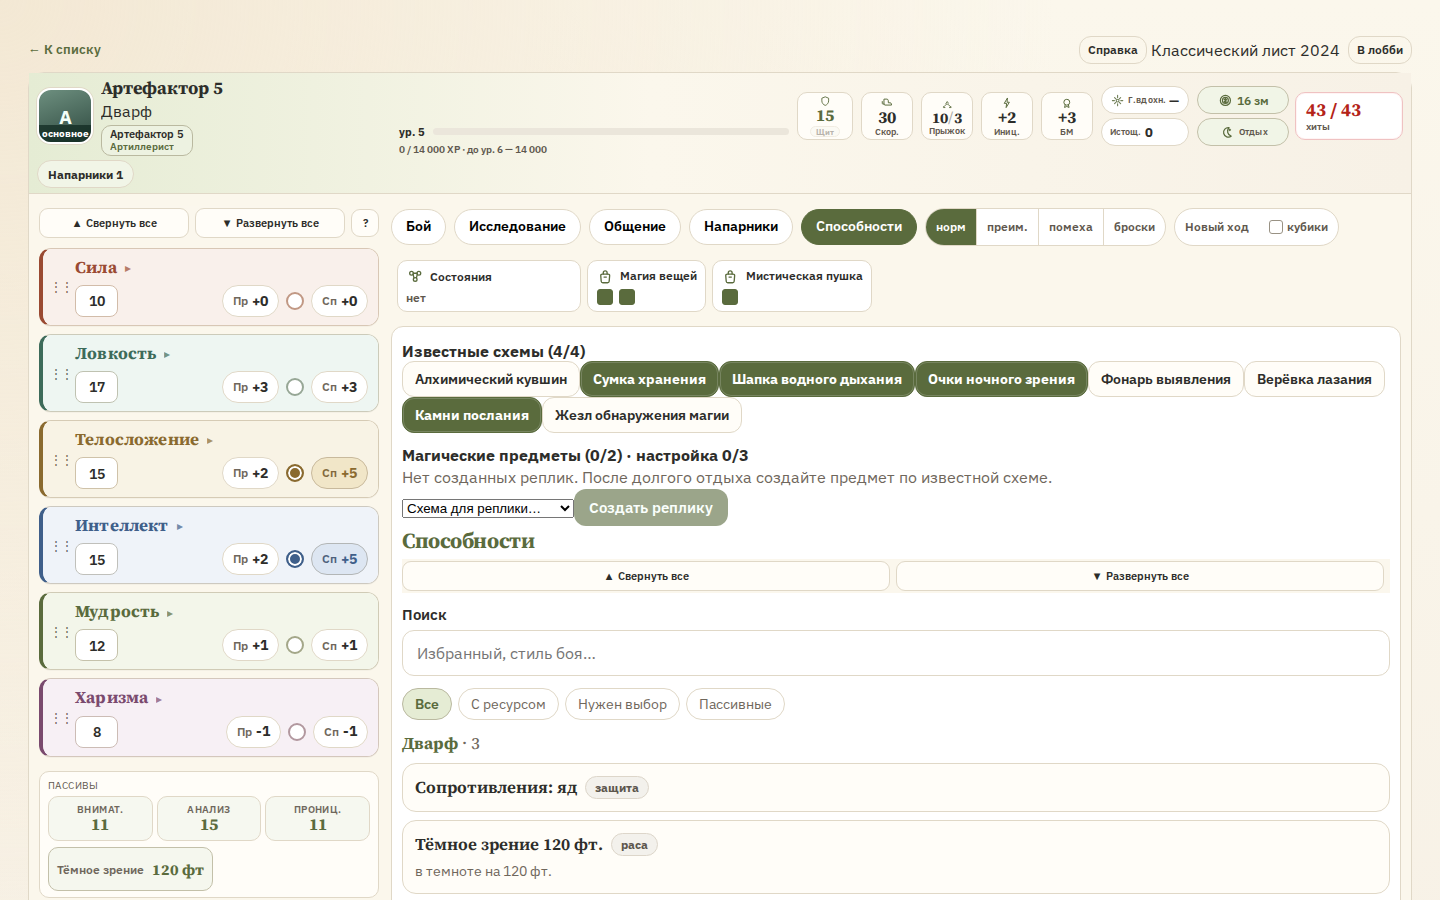 ← К списку
Справка Классический лист 2024 В лобби
А
основное
Артефактор 5
Дварф
Артефактор 5
Артиллерист
Напарники 1
ур. 5
0 / 14 000 XP · до ур. 6 — 14 000
15
Щит
30
Скор.
10/3
Прыжок
+2
Иниц.
+3
БМ
Г.вдохн. —
Истощ. 0
16 зм
Отдых
43 / 43
хиты
▲ Свернуть все ▼ Развернуть все ?
Бой Исследование Общение Напарники Способности норм преим. помеха броски Новый ход кубики
Сила ▸
10 Пр +0 Сп +0
Ловкость ▸
17 Пр +3 Сп +3
Телосложение ▸
15 Пр +2 Сп +5
Интеллект ▸
15 Пр +2 Сп +5
Мудрость ▸
12 Пр +1 Сп +1
Харизма ▸
8 Пр -1 Сп -1
ПАССИВЫ
ВНИМАТ. АНАЛИЗ ПРОНИЦ.
11 15 11
Тёмное зрение 120 фт
Состояния
нет
Магия вещей
Мистическая пушка
Известные схемы (4/4)
Алхимический кувшин Сумка хранения Шапка водного дыхания Очки ночного зрения Фонарь выявления Верёвка лазания
Камни послания Жезл обнаружения магии
Магические предметы (0/2) · настройка 0/3
Нет созданных реплик. После долгого отдыха создайте предмет по известной схеме.
Схема для реплики... Создать реплику
Способности
▲ Свернуть все ▼ Развернуть все
Поиск
Избранный, стиль боя...
Все С ресурсом Нужен выбор Пассивные
Дварф · 3
Сопротивления: яд защита
Тёмное зрение 120 фт. раса
в темноте на 120 фт.